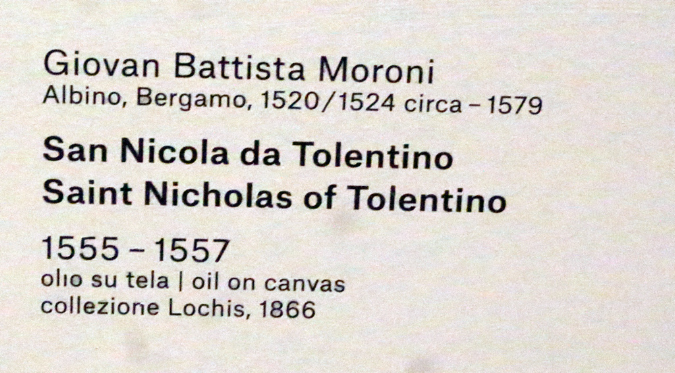 Giovan Battista Moroni
Albino, Bergamo, 1520/1524 circa – 1579
San Nicola da Tolentino
Saint Nicholas of Tolentino
1555 – 1557
olio su tela | oil on canvas
collezione Lochis, 1866